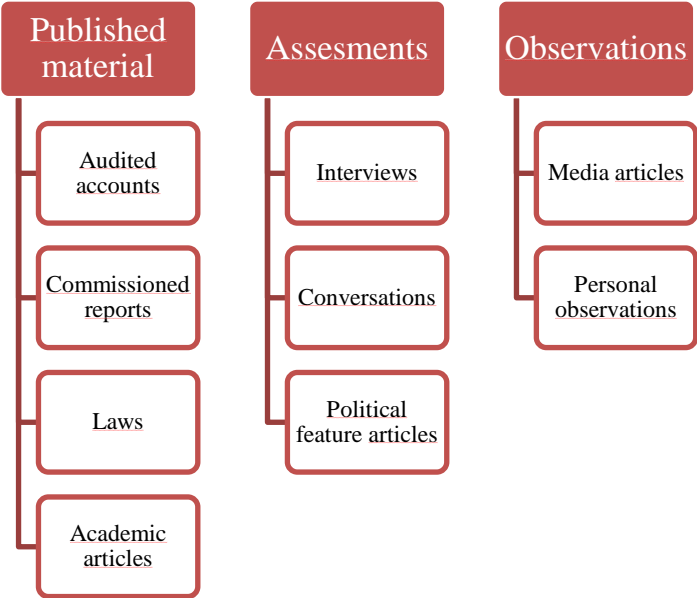 Published
material
Audited
accounts
Commissioned
reports
Laws
Academic
articles
Assesments
Interviews
Conversations
Political
feature articles
Observations
Media articles
Personal
observations